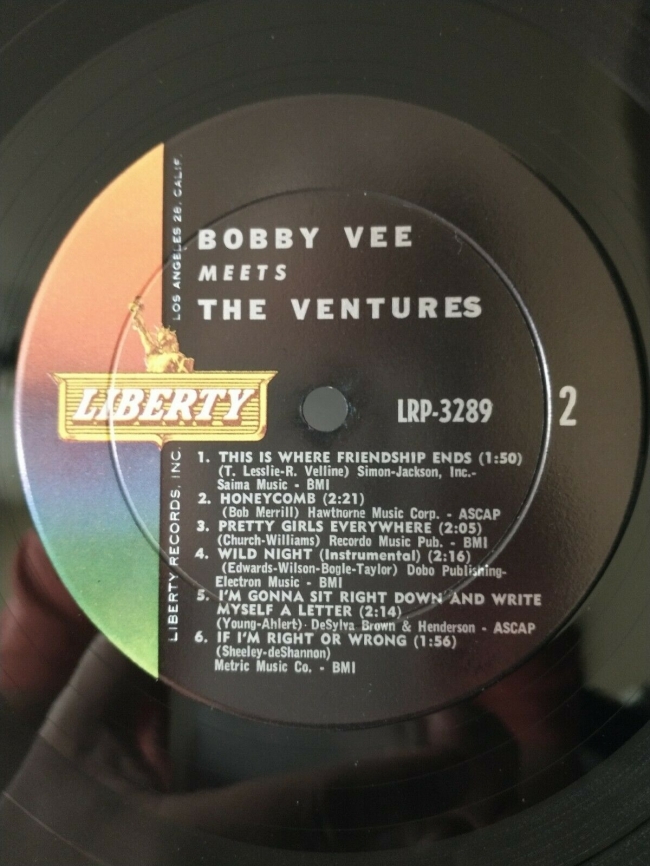 BOBBY VEE
MEETS
THE VENTURES
LIBERTY
LRP-3289
2
LIBERTY RECORDS, INC. LOS ANGELES 28, CALIF.
1. THIS IS WHERE FRIENDSHIP ENDS (1:50)
(T. Lesslie-R. Velline) Simon-Jackson, Inc.-
Saima Music - BMI
2. HONEYCOMB (2:21)
(Bob Merrill) Hawthorne Music Corp. - ASCAP
3. PRETTY GIRLS EVERYWHERE (2:05)
(Church-Williams) Recordo Music Pub. - BMI
4. WILD NIGHT (Instrumental) (2:16)
(Edwards-Wilson-Bogle-Taylor) Dobo Publishing-
Electron Music - BMI
5. I'M GONNA SIT RIGHT DOWN AND WRITE
MYSELF A LETTER (2:14)
(Young-Ahlert) · DeSylva Brown & Henderson - ASCAP
6. IF I'M RIGHT OR WRONG (1:56)
(Sheeley-deShannon)
Metric Music Co. - BMI